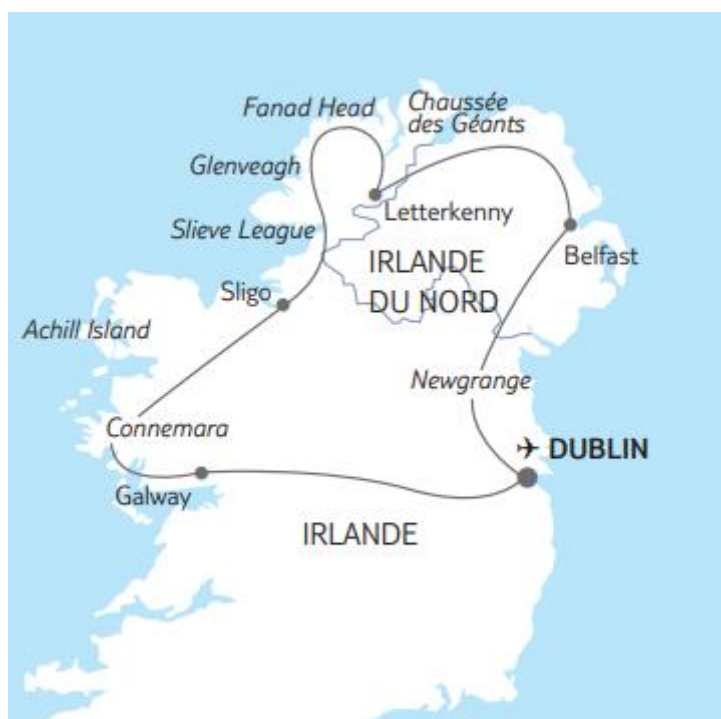 Fanad Head
Chaussée
des Géants
Glenveagh
Letterkenny
Slieve League
Belfast
IRLANDE
DU NORD
Sligo
Achill Island
Newgrange
Connemara
DUBLIN
Galway
IRLANDE